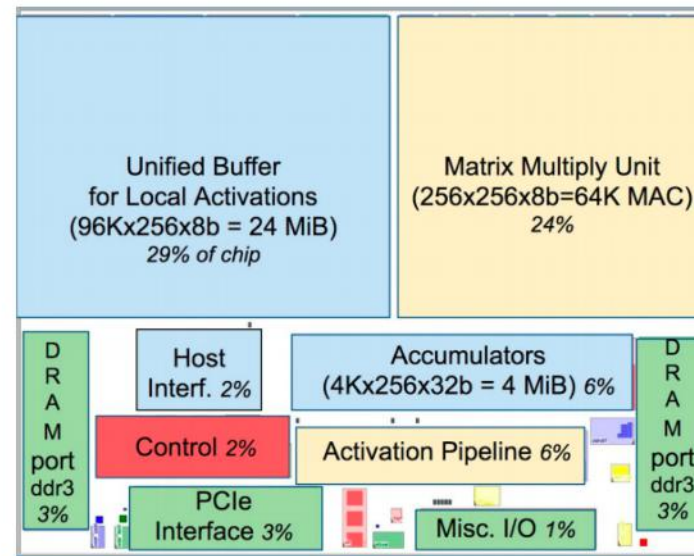 Unified Buffer
for Local Activations
(96Kx256x8b = 24 MiB)
29% of chip
Matrix Multiply Unit
(256x256x8b=64K MAC)
24%
D
R
A
M
port
ddr3
3%
Host
Interf. 2%
Accumulators
(4Kx256x32b = 4 MiB) 6%
D
R
A
M
port
ddr3
3%
Control 2%
Activation Pipeline 6%
PCIe
Interface 3%
Misc. I/O 1%